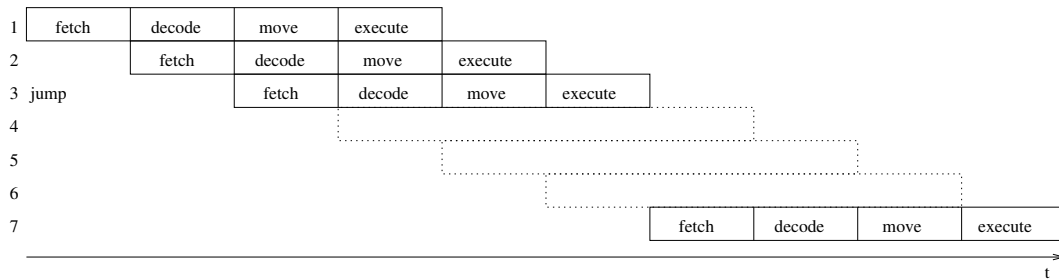 1 fetch decode move execute
2 fetch decode move execute
3 jump fetch decode move execute
4
5
6
7 fetch decode move execute
t